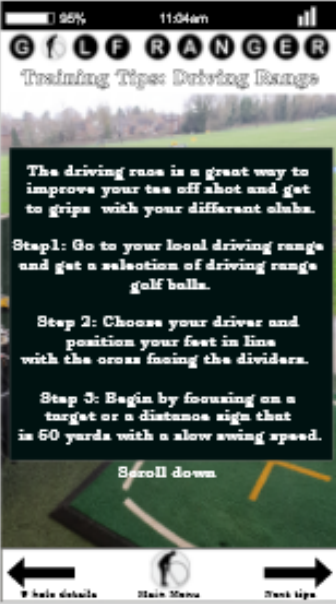 95% 11:04am
G LF RANGER
Training Tips: Driving Range
The driving race is a great way to
improve your tee off shot and get
to grips with your different clubs.
Step1: Go to your local driving range
and get a selection of driving range
golf balls.
Step 2: Choose your driver and
position your feet in line
with the cross facing the dividers.
Step 3: Begin by focusing on a
target or a distance sign that
is 50 yards with a slow swing speed.
Scroll down
hole details Main Menu Next tips